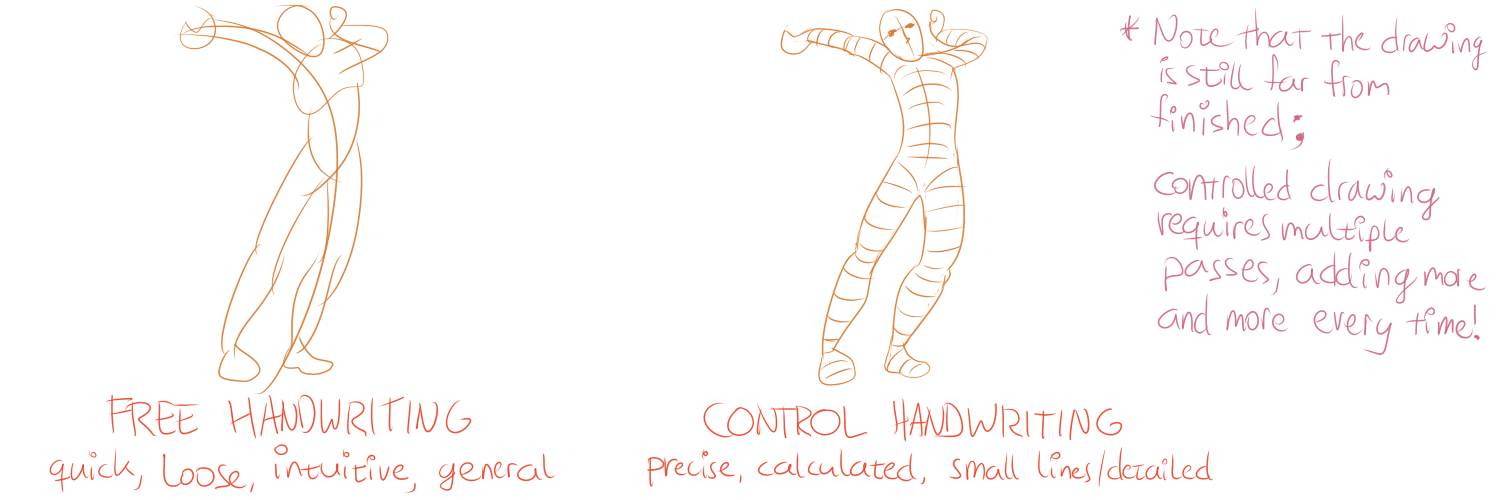 FREE HANDWRITING
quick, loose, intuitive, general
CONTROL HANDWRITING
precise, calculated, small lines/detailed
* Note that the drawing
is still far from
finished;
controlled drawing
requires multiple
passes, adding more
and more every time!